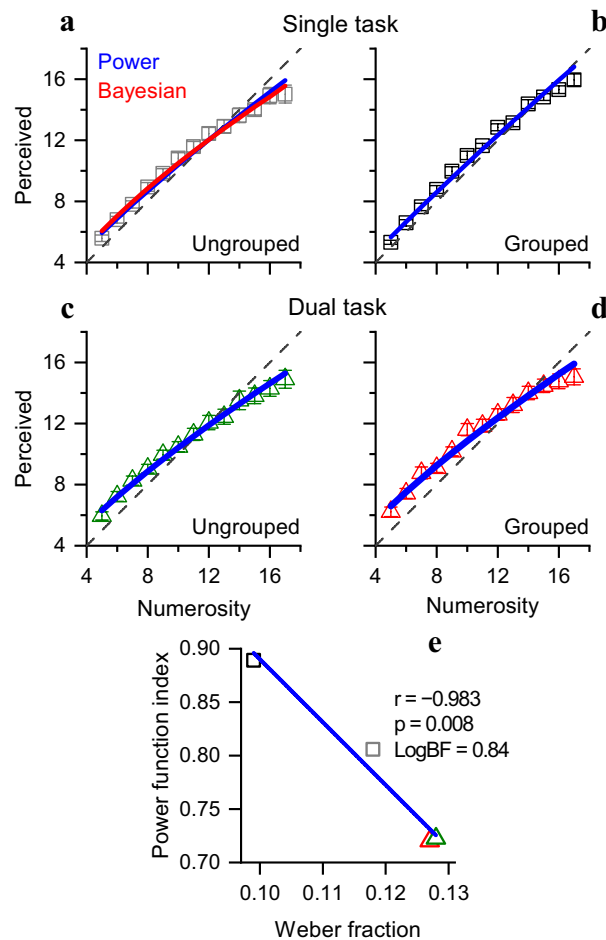 a Single task b
Power
Bayesian
Perceived
16
12
8
4
Ungrouped
Grouped
c Dual task d
Perceived
16
12
8
4
Ungrouped
Grouped
4 8 12 16 4 8 12 16
Numerosity Numerosity
e
Power function index
0.90
0.85
0.80
0.75
0.70
r = −0.983
p = 0.008
LogBF = 0.84
0.10 0.11 0.12 0.13
Weber fraction